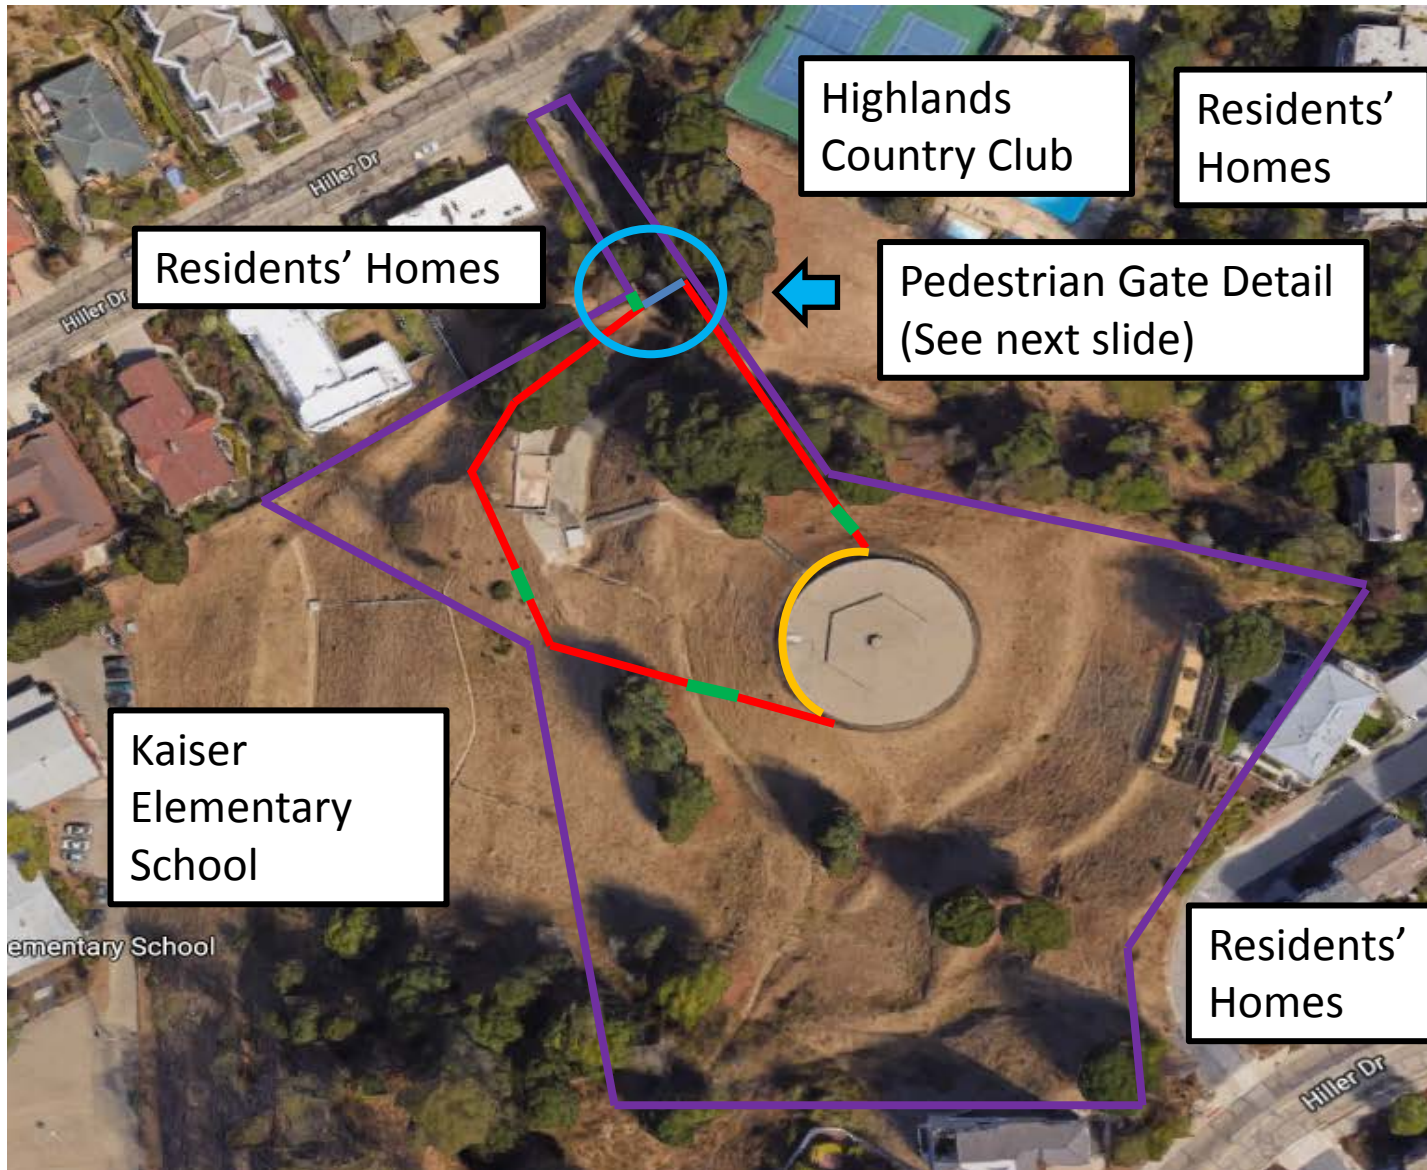 Highlands
Country Club
Residents'
Homes
Hiller Dr
Residents' Homes
Pedestrian Gate Detail
(See next slide)
Hiller Dr
Kaiser
Elementary
School
ementary School
Residents'
Homes
Hiller Dr